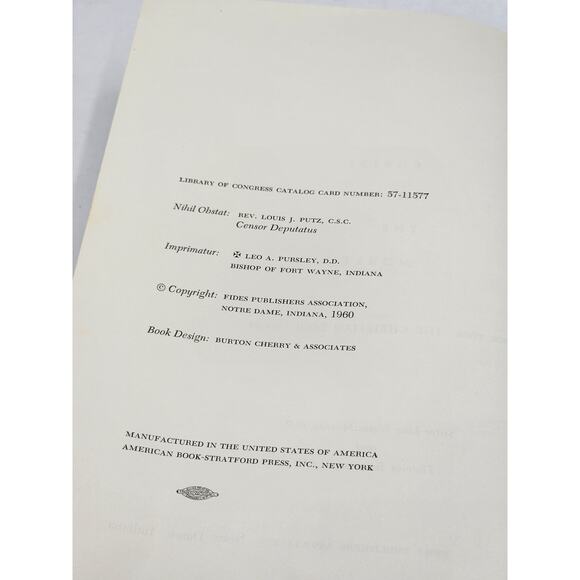 LIBRARY OF CONGRESS CATALOG CARD NUMBER: 57-11577
Nihil Obstat: REV. LOUIS J. PUTZ, C.S.C.
Censor Deputatus
Imprimatur: ✠ LEO A. PURSLEY, D.D.
BISHOP OF FORT WAYNE, INDIANA
© Copyright: FIDES PUBLISHERS ASSOCIATION,
NOTRE DAME, INDIANA, 1960
Book Design: BURTON CHERRY & ASSOCIATES
MANUFACTURED IN THE UNITED STATES OF AMERICA
AMERICAN BOOK-STRATFORD PRESS, INC., NEW YORK